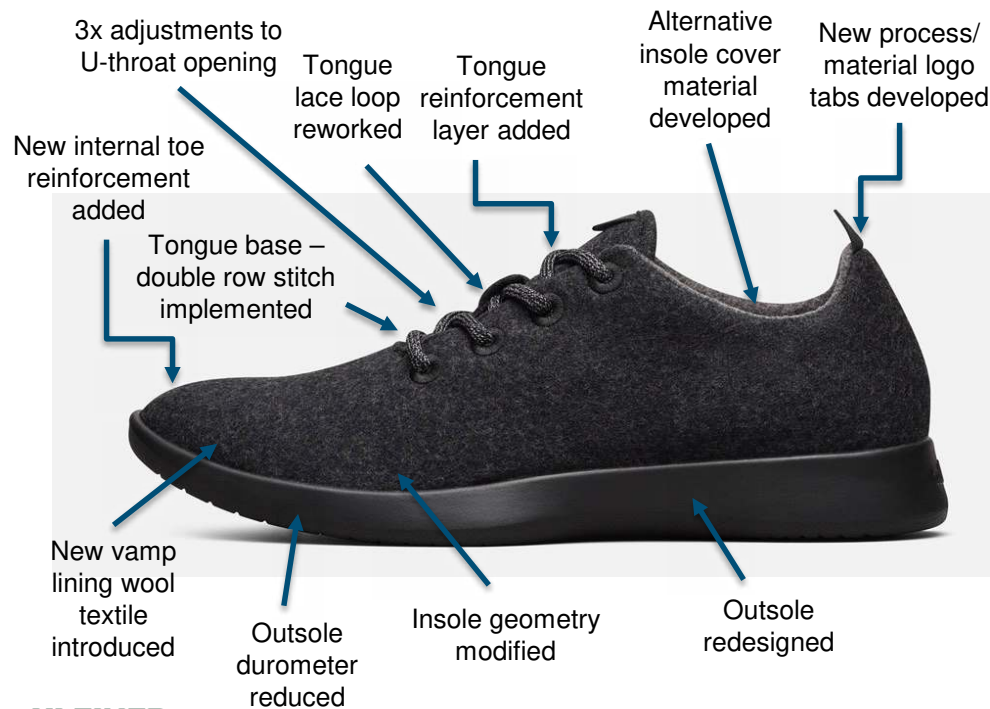 3x adjustments to
U-throat opening
Tongue
lace loop
reworked
Tongue
reinforcement
layer added
Alternative
insole cover
material
developed
New process/
material logo
tabs developed
New internal toe
reinforcement
added
Tongue base –
double row stitch
implemented
New vamp
lining wool
textile
introduced
Outsole
durometer
reduced
Insole geometry
modified
Outsole
redesigned